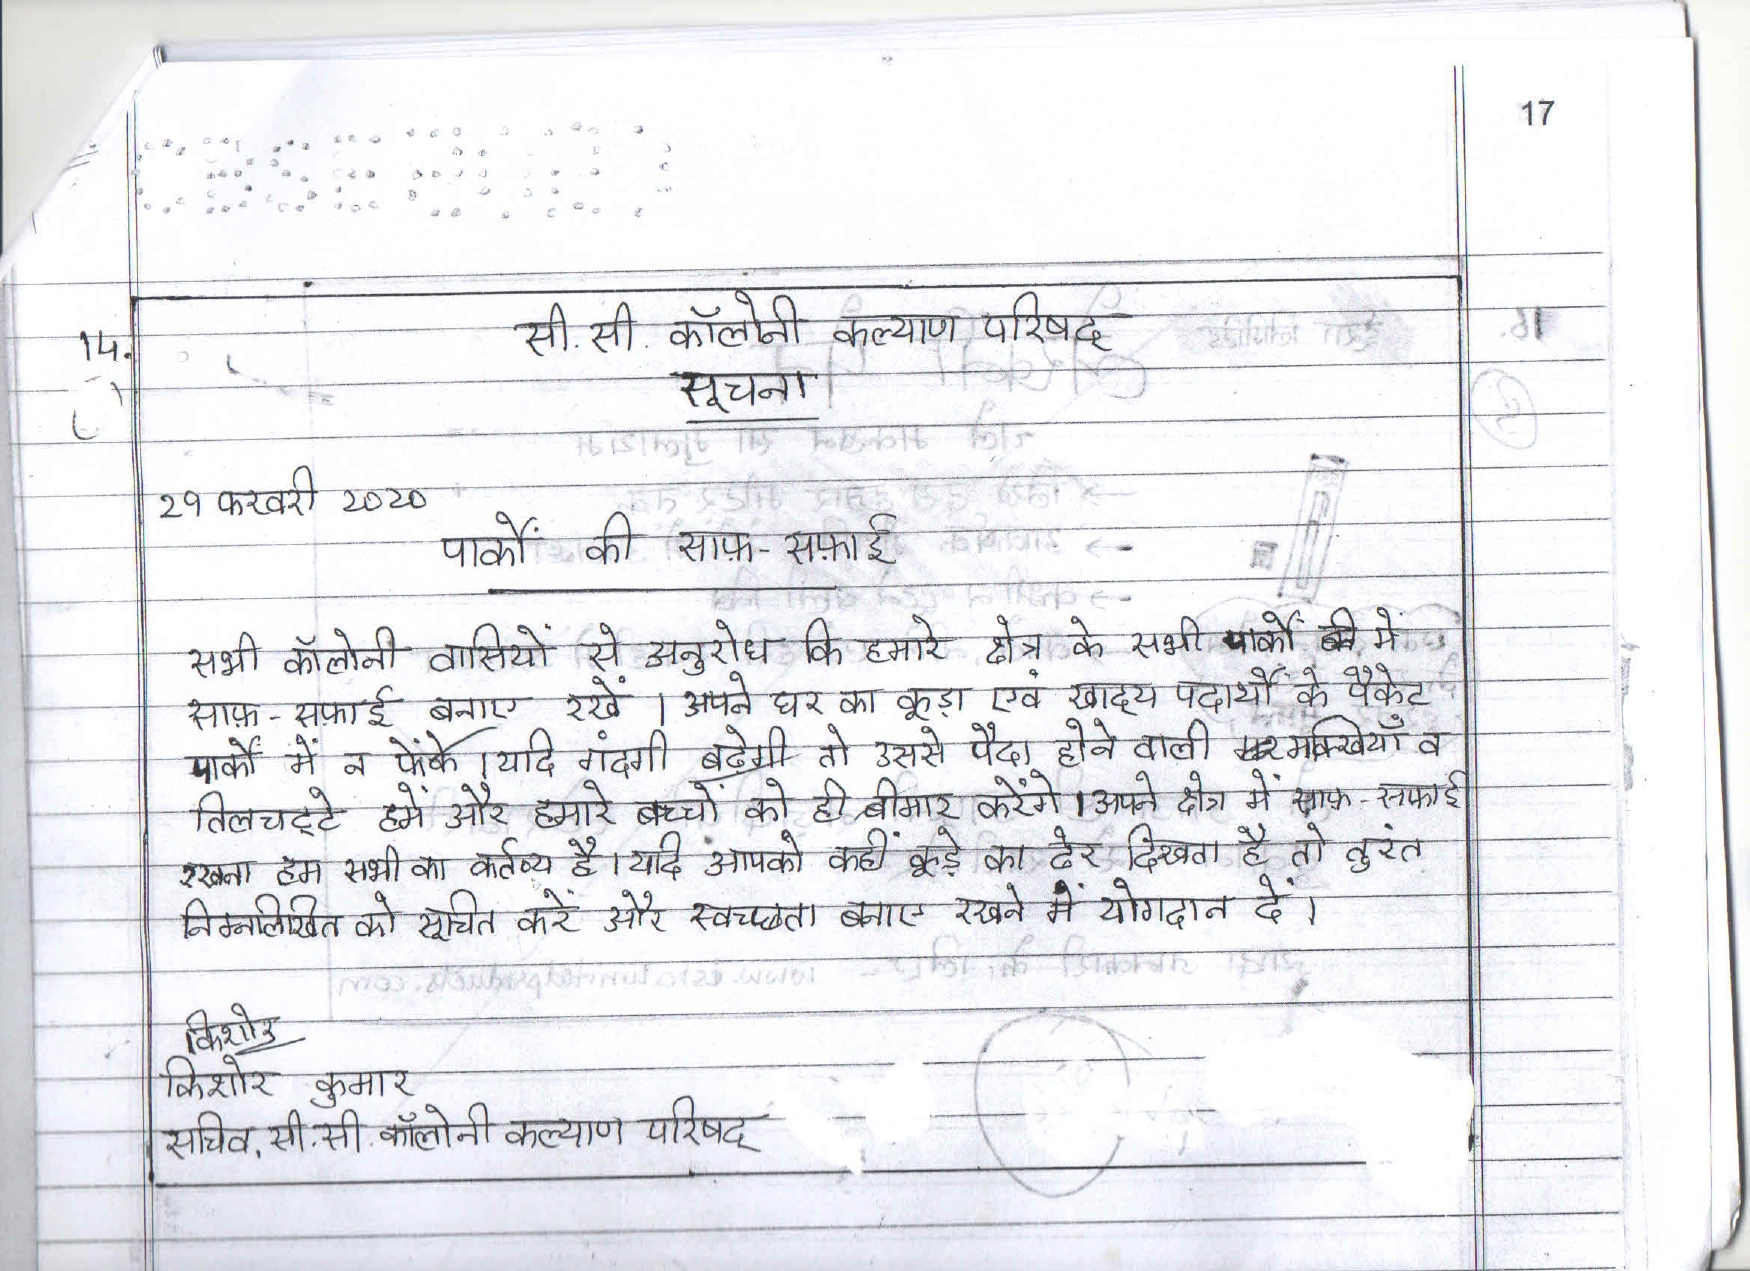 17
14.
सी. सी. कॉलोनी कल्याण परिषद्
सूचना
29 फरवरी 2020
पार्कों की साफ़-सफ़ाई
सभी कॉलोनी वासियों से अनुरोध कि हमारे क्षेत्र के सभी पार्कों में
साफ़-सफ़ाई बनाए रखें । अपने घर का कूड़ा एवं खाद्य पदार्थों के पैकेट
पार्कों में न फेंकें । यदि गंदगी बढ़ेगी तो उससे पैदा होने वाली मक्खियाँ व
तिलचट्टे हमें और हमारे बच्चों को ही बीमार करेंगे । अपने क्षेत्र में साफ़-सफाई
रखना हम सभी का कर्तव्य है । यदि आपको कहीं कूड़े का ढेर दिखता है तो तुरंत
निम्नलिखित को सूचित करें और स्वच्छता बनाए रखने में योगदान दें ।
किशोर
किशोर कुमार
सचिव, सी. सी. कॉलोनी कल्याण परिषद्